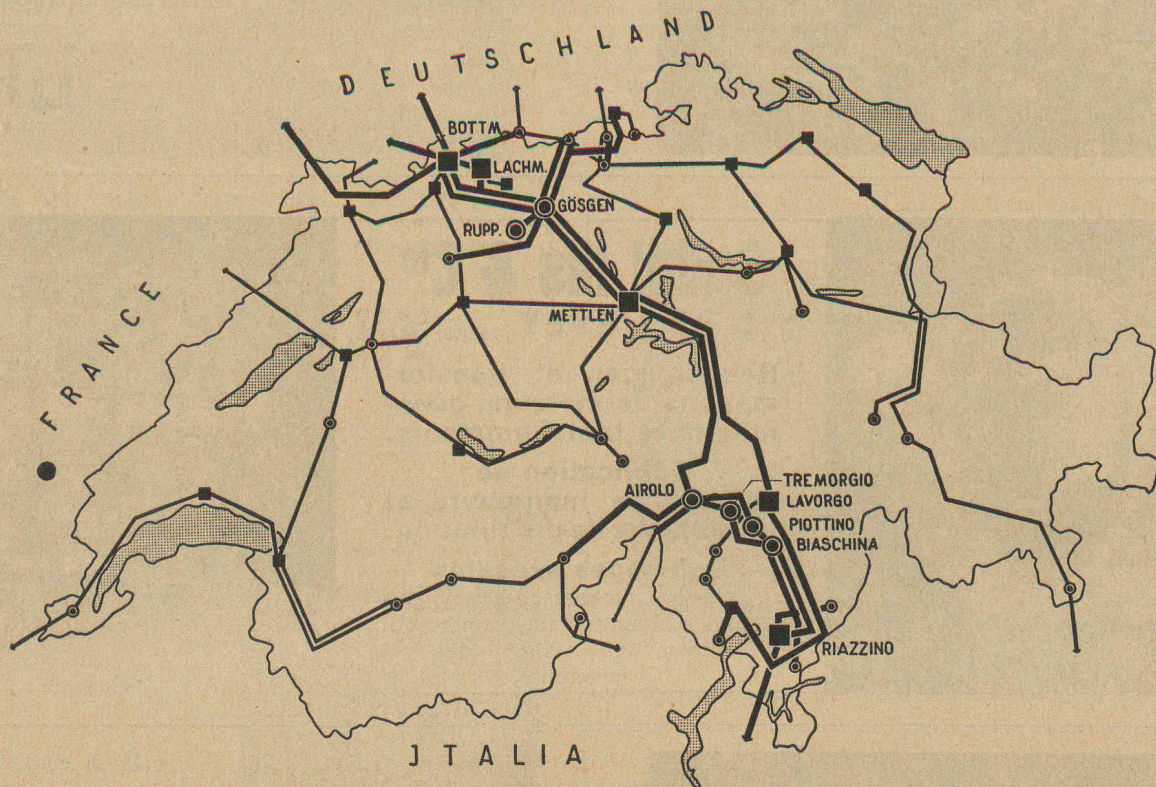 DEUTSCHLAND
BOTTM.
LACHM.
GÖSGEN
RUPP.
FRANCE
METTLEN
AIROLO
TREMORGIO
LAVORGO
PIOTTINO
BIASCHINA
RIAZZINO
JTALIA